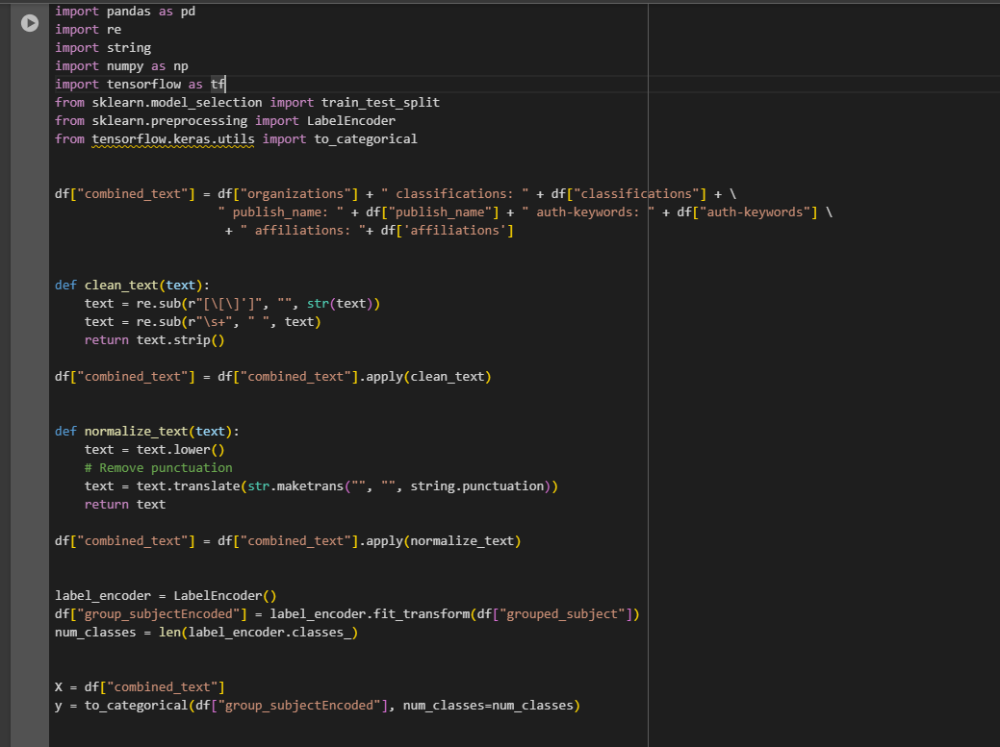 import pandas as pd
import re
import string
import numpy as np
import tensorflow as tf
from sklearn.model_selection import train_test_split
from sklearn.preprocessing import LabelEncoder
from tensorflow.keras.utils import to_categorical
df["combined_text"] = df["organizations"] + " classifications: " + df["classifications"] + \
" publish_name: " + df["publish_name"] + " auth-keywords: " + df["auth-keywords"] \
+ " affiliations: "+ df['affiliations']
def clean_text(text):
text = re.sub(r"[\[\]']", "", str(text))
text = re.sub(r"\s+", " ", text)
return text.strip()
df["combined_text"] = df["combined_text"].apply(clean_text)
def normalize_text(text):
text = text.lower()
# Remove punctuation
text = text.translate(str.maketrans("", "", string.punctuation))
return text
df["combined_text"] = df["combined_text"].apply(normalize_text)
label_encoder = LabelEncoder()
df["group_subjectEncoded"] = label_encoder.fit_transform(df["grouped_subject"])
num_classes = len(label_encoder.classes_)
X = df["combined_text"]
y = to_categorical(df["group_subjectEncoded"], num_classes=num_classes)